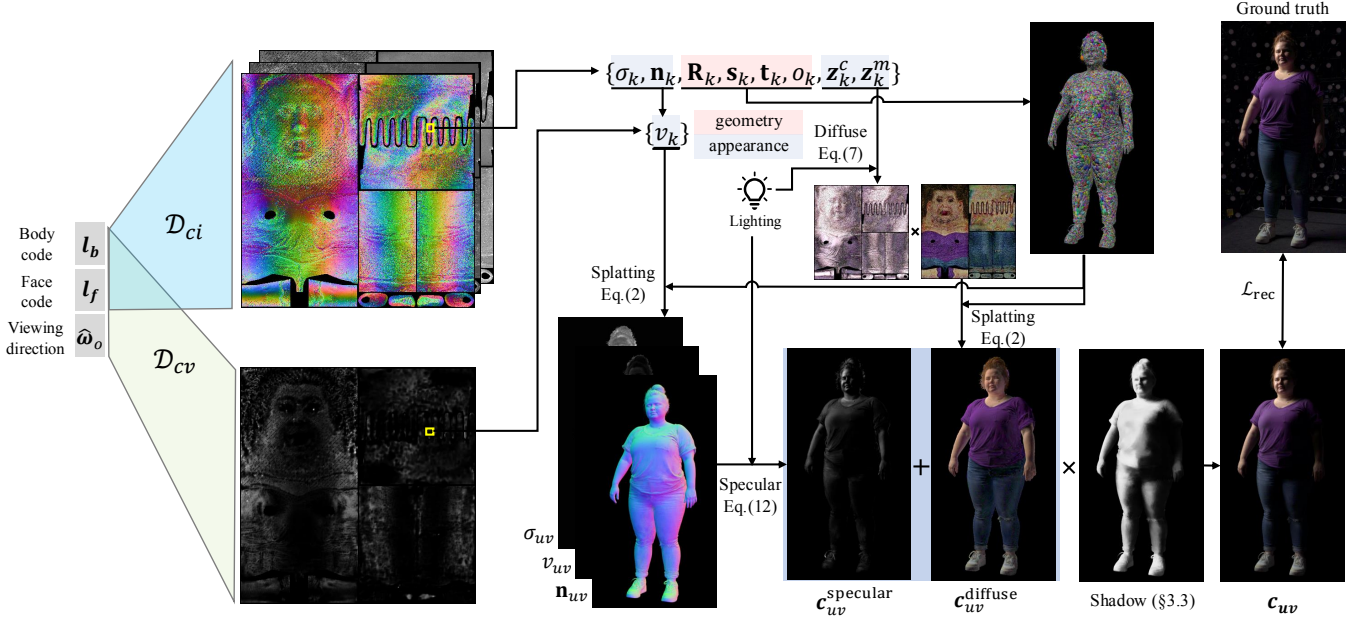 Ground truth
{σ_k, n_k, R_k, s_k, t_k, o_k, z_k^c, z_k^m}
{v_k}
geometry
appearance
Diffuse
Eq.(7)
Lighting
×
𝒟_ci
Body
code
l_b
Face
code
l_f
Viewing
direction
ω̂_o
𝒟_cv
Splatting
Eq.(2)
Splatting
Eq.(2)
ℒ_rec
Specular
Eq.(12)
+
×
σ_uv
v_uv
n_uv
c_uv^specular
c_uv^diffuse
Shadow (§3.3)
c_uv